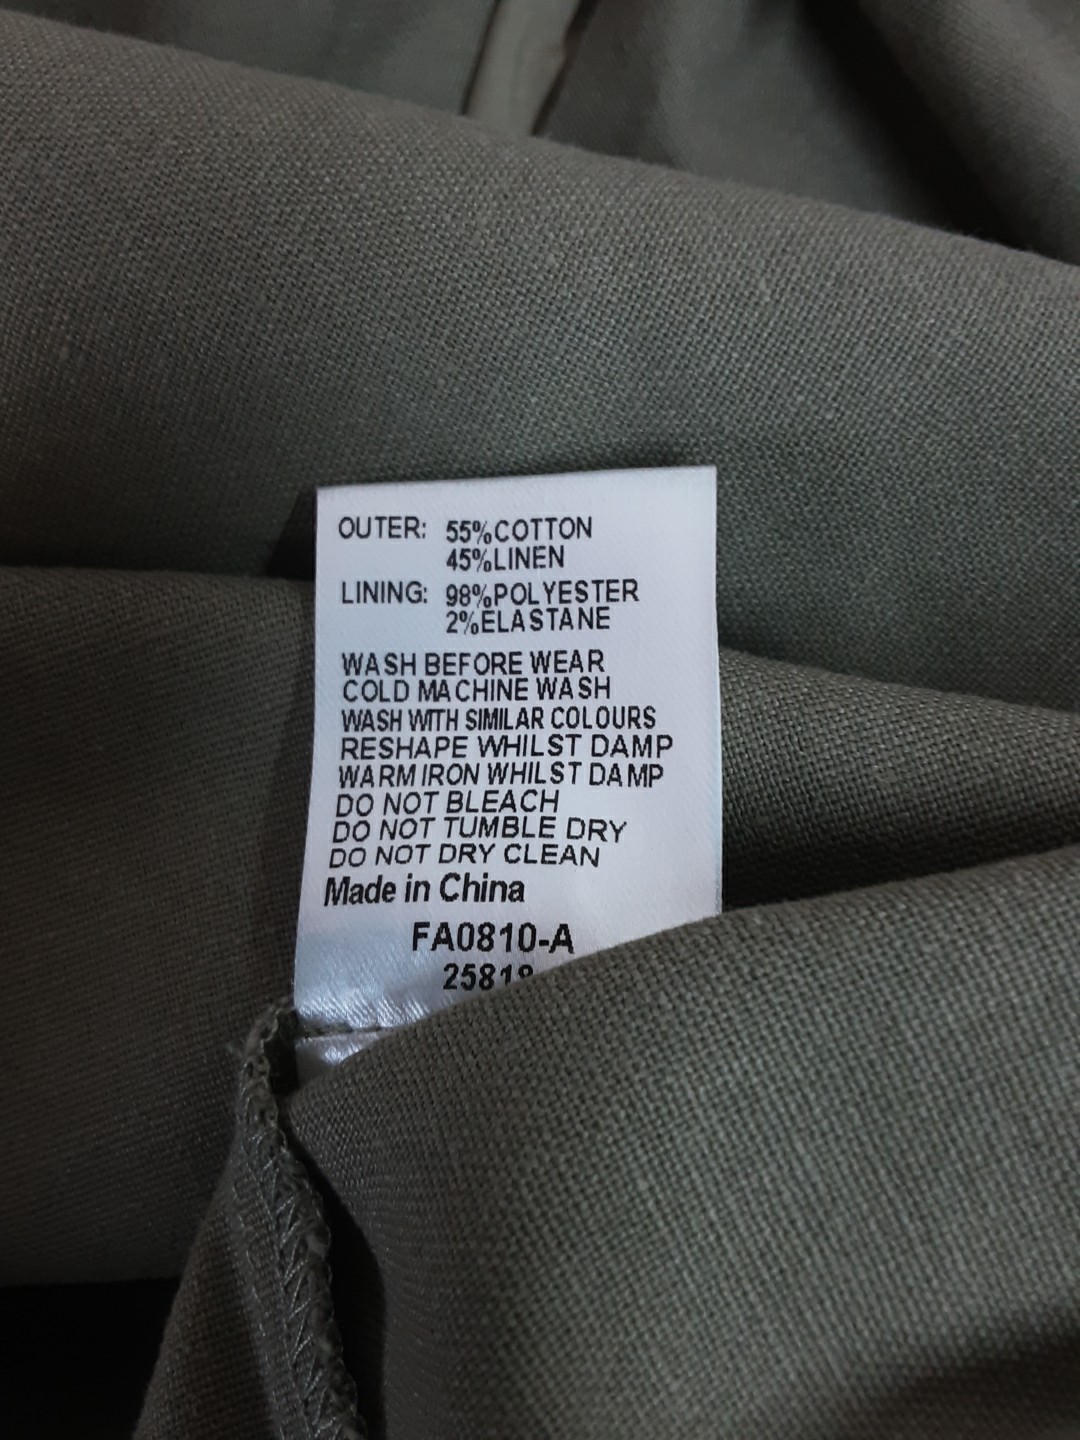 OUTER: 55%COTTON
45%LINEN
LINING: 98%POLYESTER
2%ELASTANE
WASH BEFORE WEAR
COLD MACHINE WASH
WASH WITH SIMILAR COLOURS
RESHAPE WHILST DAMP
WARM IRON WHILST DAMP
DO NOT BLEACH
DO NOT TUMBLE DRY
DO NOT DRY CLEAN
Made in China
FA0810-A